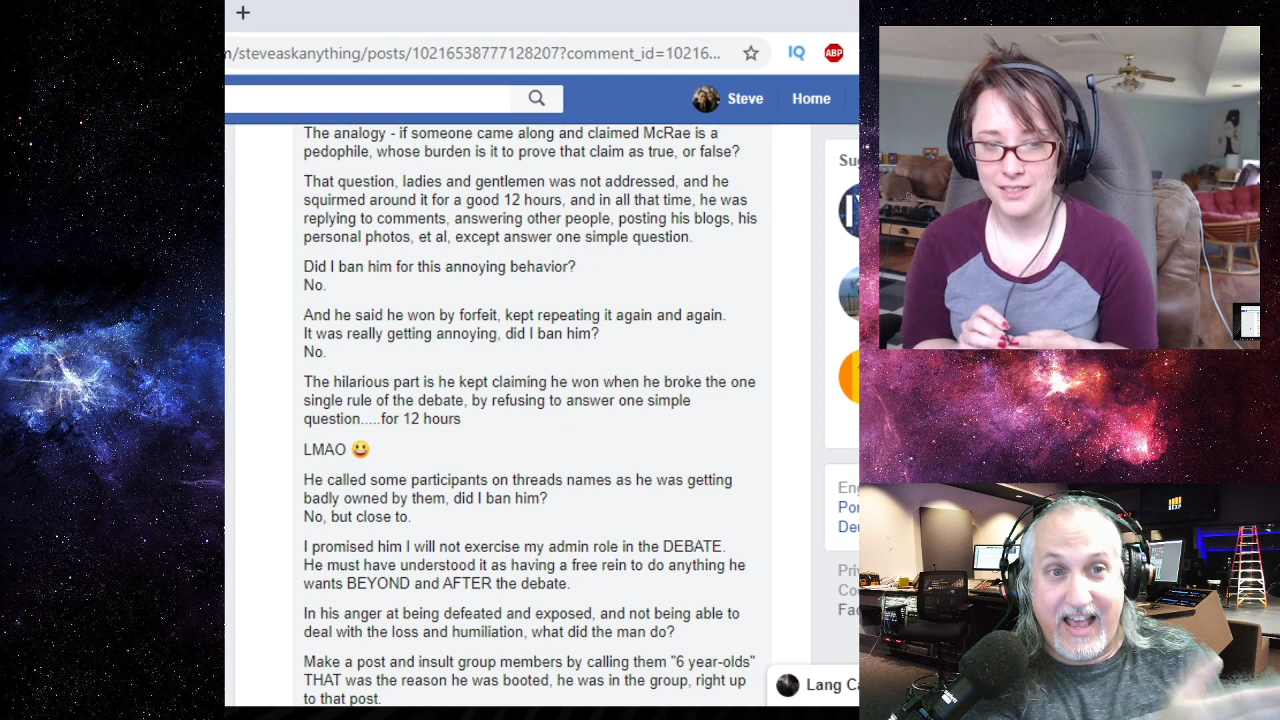 +
m/steveaskanything/posts/10216538777128207?comment_id=10216...
IQ
ABP
Steve
Home
The analogy - if someone came along and claimed McRae is a
pedophile, whose burden is it to prove that claim as true, or false?
That question, ladies and gentlemen was not addressed, and he
squirmed around it for a good 12 hours, and in all that time, he was
replying to comments, answering other people, posting his blogs, his
personal photos, et al, except answer one simple question.
Did I ban him for this annoying behavior?
No.
And he said he won by forfeit, kept repeating it again and again.
It was really getting annoying, did I ban him?
No.
The hilarious part is he kept claiming he won when he broke the one
single rule of the debate, by refusing to answer one simple
question.....for 12 hours
LMAO 😀
He called some participants on threads names as he was getting
badly owned by them, did I ban him?
No, but close to.
I promised him I will not exercise my admin role in the DEBATE.
He must have understood it as having a free rein to do anything he
wants BEYOND and AFTER the debate.
In his anger at being defeated and exposed, and not being able to
deal with the loss and humiliation, what did the man do?
Make a post and insult group members by calling them "6 year-olds"
THAT was the reason he was booted, he was in the group, right up
to that post.
Su
Eng
Por
Deu
Priv
Coo
Fac
Lang Ca